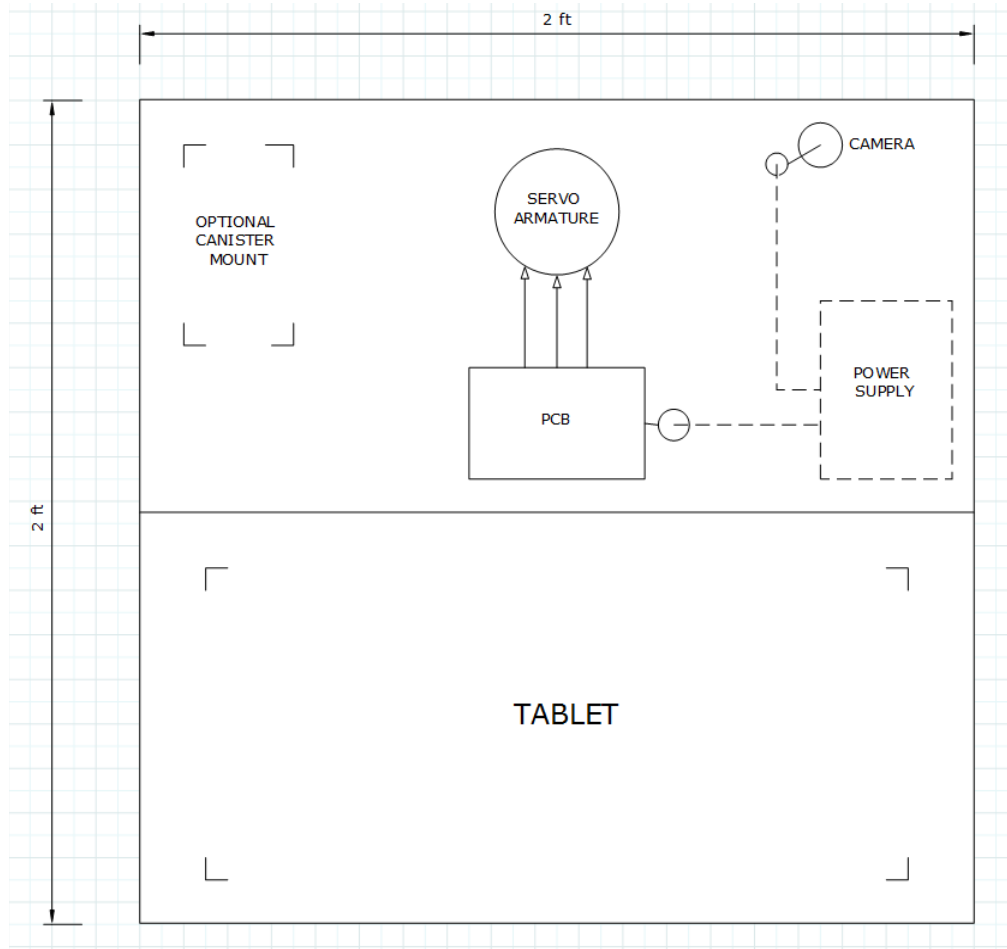 2 ft
CAMERA
SERVO
ARMATURE
OPTIONAL
CANISTER
MOUNT
POWER
SUPPLY
PCB
2 ft
TABLET